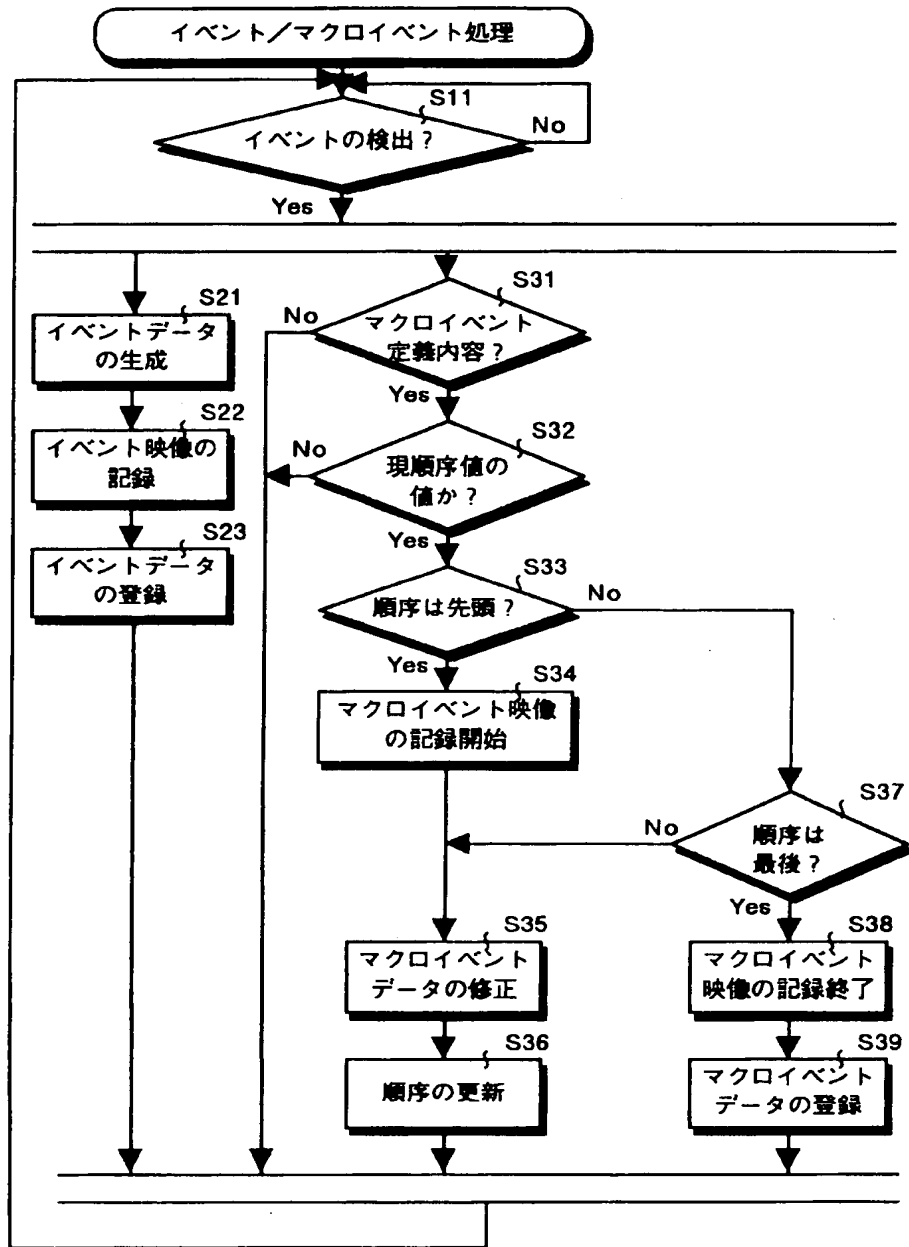 イベント／マクロイベント処理
S11
イベントの検出？
No
Yes
S21
イベントデータ
の生成
S22
イベント映像の
記録
S23
イベントデータ
の登録
S31
No
マクロイベント
定義内容？
Yes
S32
No
現順序値の
値か？
Yes
S33
順序は先頭？
No
Yes
S34
マクロイベント映像
の記録開始
S37
No
順序は
最後？
Yes
S35
マクロイベント
データの修正
S36
順序の更新
S38
マクロイベント
映像の記録終了
S39
マクロイベント
データの登録